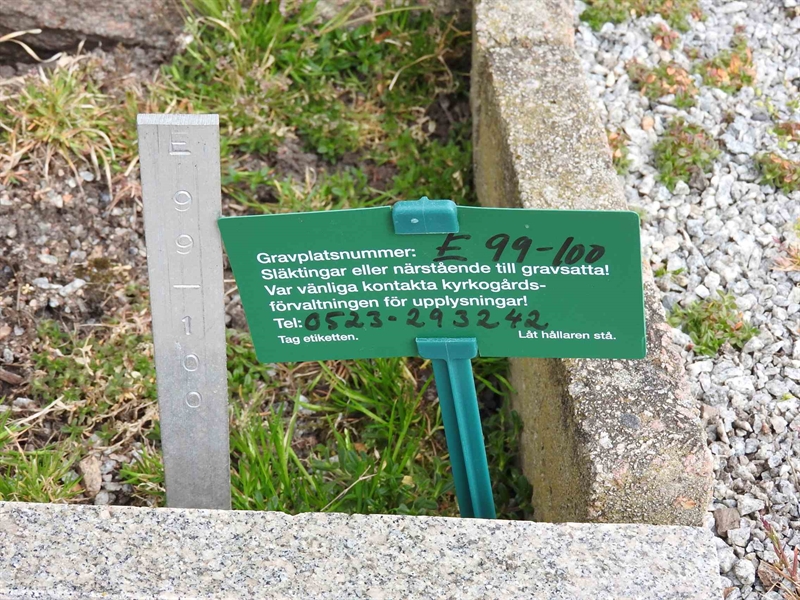 E 99-100
Gravplatsnummer: E 99-100
Släktingar eller närstående till gravsatta!
Var vänliga kontakta kyrkogårds-
förvaltningen för upplysningar!
Tel: 0523-293242
Tag etiketten. Låt hållaren stå.